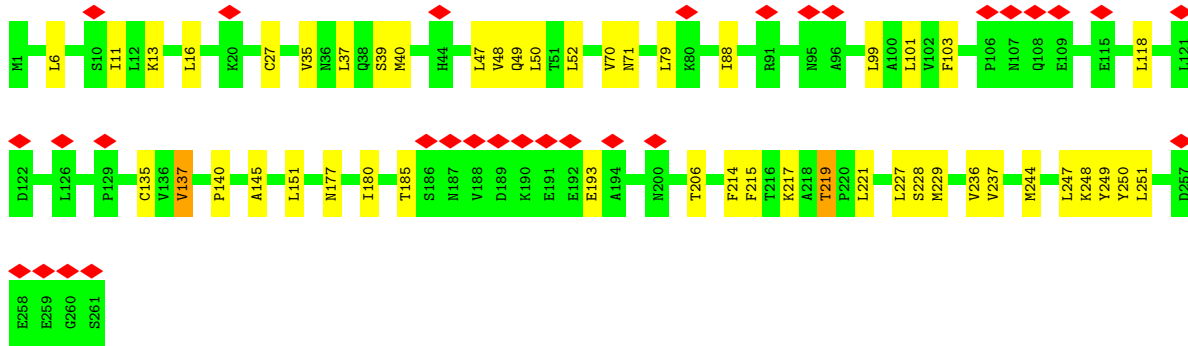 M1 L6 S10 I11 L12 K13 L16 K20 C27 V35 N36 L37 Q38 S39 M40 H44 L47 V48 Q49 L50 T51 L52 V70 N71 L79 K80 I88 R91 N95 A96 L99 A100 L101 V102 F103 P106 N107 Q108 E109 E115 L118 L121
D122 L126 P129 C135 V136 V137 P140 A145 L151 N177 I180 T185 S186 N187 V188 D189 K190 E191 E192 E193 A194 N200 T206 F214 F215 T216 K217 A218 T219 P220 L221 L227 S228 M229 V236 V237 M244 L247 K248 Y249 Y250 L251 D257
E258 E259 G260 S261